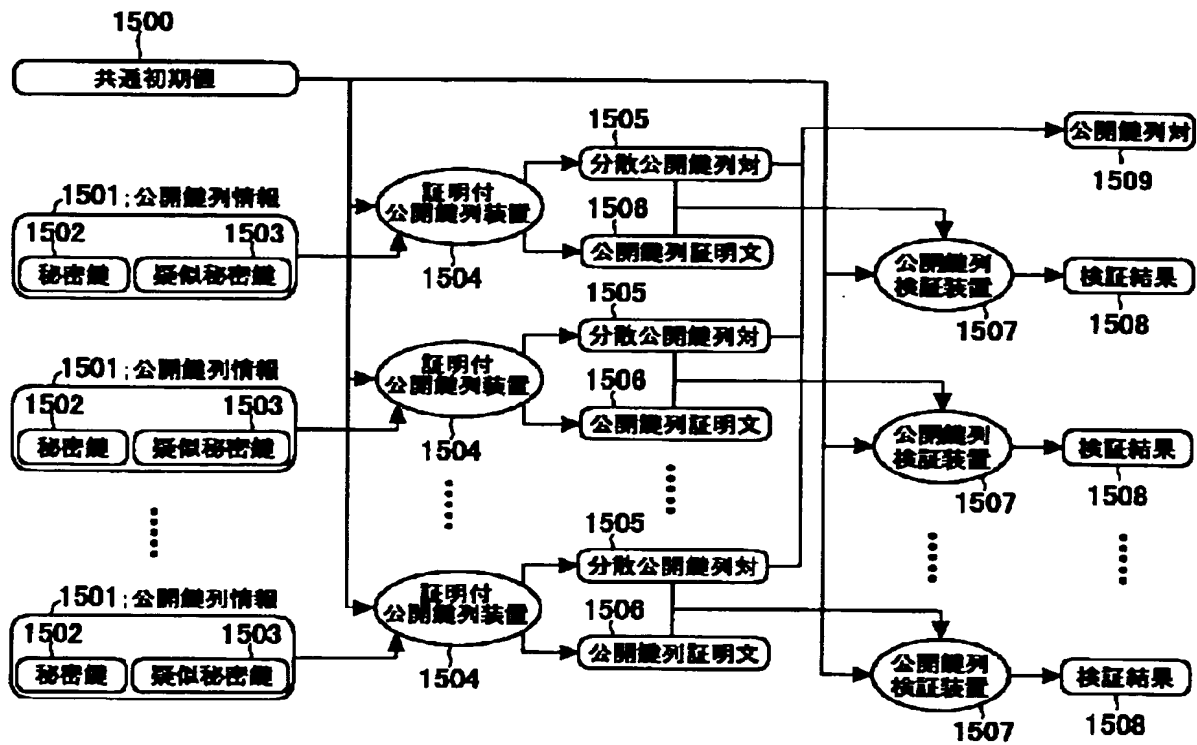 1500
共通初期値
1501;公開鍵列情報
1502
1503
秘密鍵
疑似秘密鍵
証明付
公開鍵列装置
1504
1505
分散公開鍵列対
1506
公開鍵列証明文
公開鍵列対
1509
公開鍵列
検証装置
1507
検証結果
1508
1501;公開鍵列情報
1502
1503
秘密鍵
疑似秘密鍵
証明付
公開鍵列装置
1504
1505
分散公開鍵列対
1506
公開鍵列証明文
公開鍵列
検証装置
1507
検証結果
1508
1501;公開鍵列情報
1502
1503
秘密鍵
疑似秘密鍵
証明付
公開鍵列装置
1504
1505
分散公開鍵列対
1506
公開鍵列証明文
公開鍵列
検証装置
1507
検証結果
1508